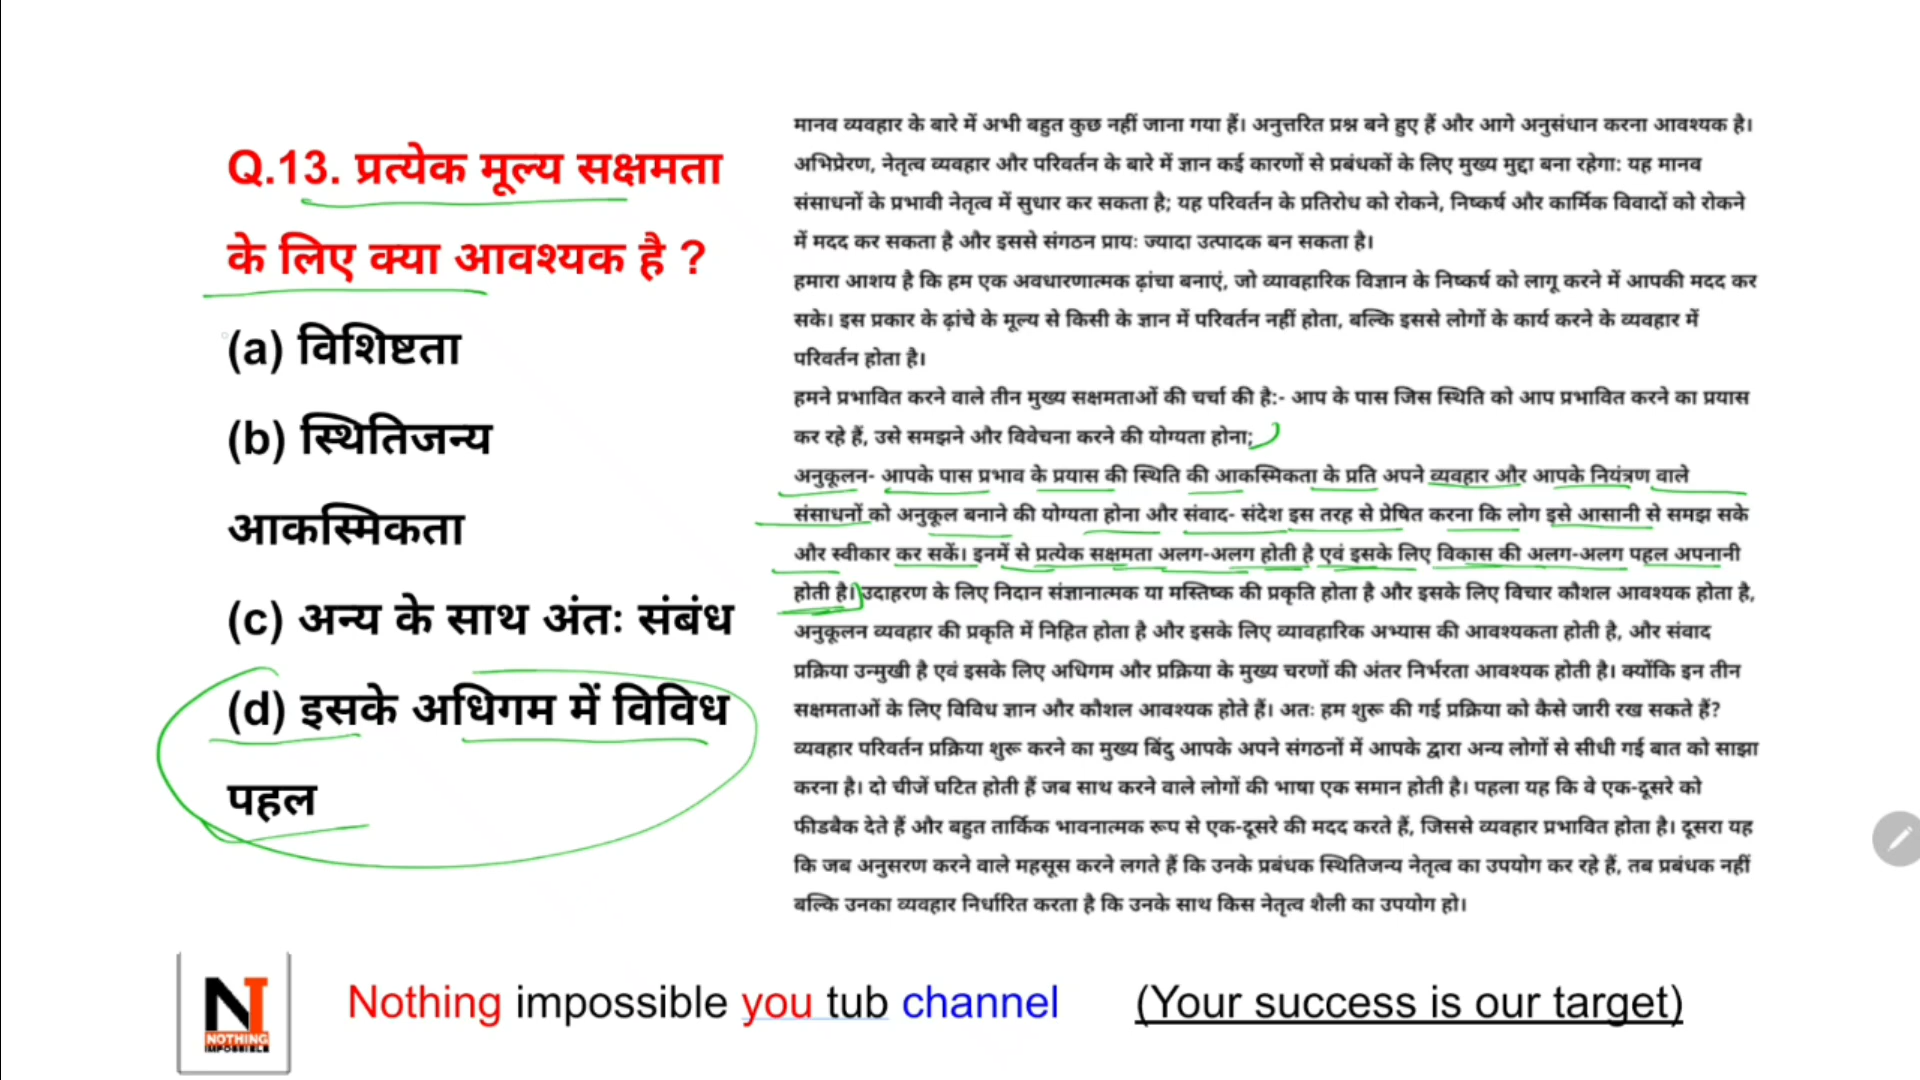 Q.13. प्रत्येक मूल्य सक्षमता
के लिए क्या आवश्यक है ?
(a) विशिष्टता
(b) स्थितिजन्य
आकस्मिकता
(c) अन्य के साथ अंतः संबंध
(d) इसके अधिगम में विविध
पहल
मानव व्यवहार के बारे में अभी बहुत कुछ नहीं जाना गया हैं। अनुत्तरित प्रश्न बने हुए हैं और आगे अनुसंधान करना आवश्यक है।
अभिप्रेरण, नेतृत्व व्यवहार और परिवर्तन के बारे में ज्ञान कई कारणों से प्रबंधकों के लिए मुख्य मुद्दा बना रहेगा: यह मानव
संसाधनों के प्रभावी नेतृत्व में सुधार कर सकता है; यह परिवर्तन के प्रतिरोध को रोकने, निष्कर्ष और कार्मिक विवादों को रोकने
में मदद कर सकता है और इससे संगठन प्रायः ज्यादा उत्पादक बन सकता है।
हमारा आशय है कि हम एक अवधारणात्मक ढ़ांचा बनाएं, जो व्यावहारिक विज्ञान के निष्कर्ष को लागू करने में आपकी मदद कर
सके। इस प्रकार के ढ़ांचे के मूल्य से किसी के ज्ञान में परिवर्तन नहीं होता, बल्कि इससे लोगों के कार्य करने के व्यवहार में
परिवर्तन होता है।
हमने प्रभावित करने वाले तीन मुख्य सक्षमताओं की चर्चा की है:- आप के पास जिस स्थिति को आप प्रभावित करने का प्रयास
कर रहे हैं, उसे समझने और विवेचना करने की योग्यता होना;
अनुकूलन- आपके पास प्रभाव के प्रयास की स्थिति की आकस्मिकता के प्रति अपने व्यवहार और आपके नियंत्रण वाले
संसाधनों को अनुकूल बनाने की योग्यता होना और संवाद- संदेश इस तरह से प्रेषित करना कि लोग इसे आसानी से समझ सके
और स्वीकार कर सकें। इनमें से प्रत्येक सक्षमता अलग-अलग होती है एवं इसके लिए विकास की अलग-अलग पहल अपनानी
होती है। उदाहरण के लिए निदान संज्ञानात्मक या मस्तिष्क की प्रकृति होता है और इसके लिए विचार कौशल आवश्यक होता है,
अनुकूलन व्यवहार की प्रकृति में निहित होता है और इसके लिए व्यावहारिक अभ्यास की आवश्यकता होती है, और संवाद
प्रक्रिया उन्मुखी है एवं इसके लिए अधिगम और प्रक्रिया के मुख्य चरणों की अंतर निर्भरता आवश्यक होती है। क्योंकि इन तीन
सक्षमताओं के लिए विविध ज्ञान और कौशल आवश्यक होते हैं। अतः हम शुरू की गई प्रक्रिया को कैसे जारी रख सकते हैं?
व्यवहार परिवर्तन प्रक्रिया शुरू करने का मुख्य बिंदु आपके अपने संगठनों में आपके द्वारा अन्य लोगों से सीधी गई बात को साझा
करना है। दो चीजें घटित होती हैं जब साथ करने वाले लोगों की भाषा एक समान होती है। पहला यह कि वे एक-दूसरे को
फीडबैक देते हैं और बहुत तार्किक भावनात्मक रूप से एक-दूसरे की मदद करते हैं, जिससे व्यवहार प्रभावित होता है। दूसरा यह
कि जब अनुसरण करने वाले महसूस करने लगते हैं कि उनके प्रबंधक स्थितिजन्य नेतृत्व का उपयोग कर रहे हैं, तब प्रबंधक नहीं
बल्कि उनका व्यवहार निर्धारित करता है कि उनके साथ किस नेतृत्व शैली का उपयोग हो।
NOTHING
IMPOSSIBLE
Nothing impossible you tub channel (Your success is our target)